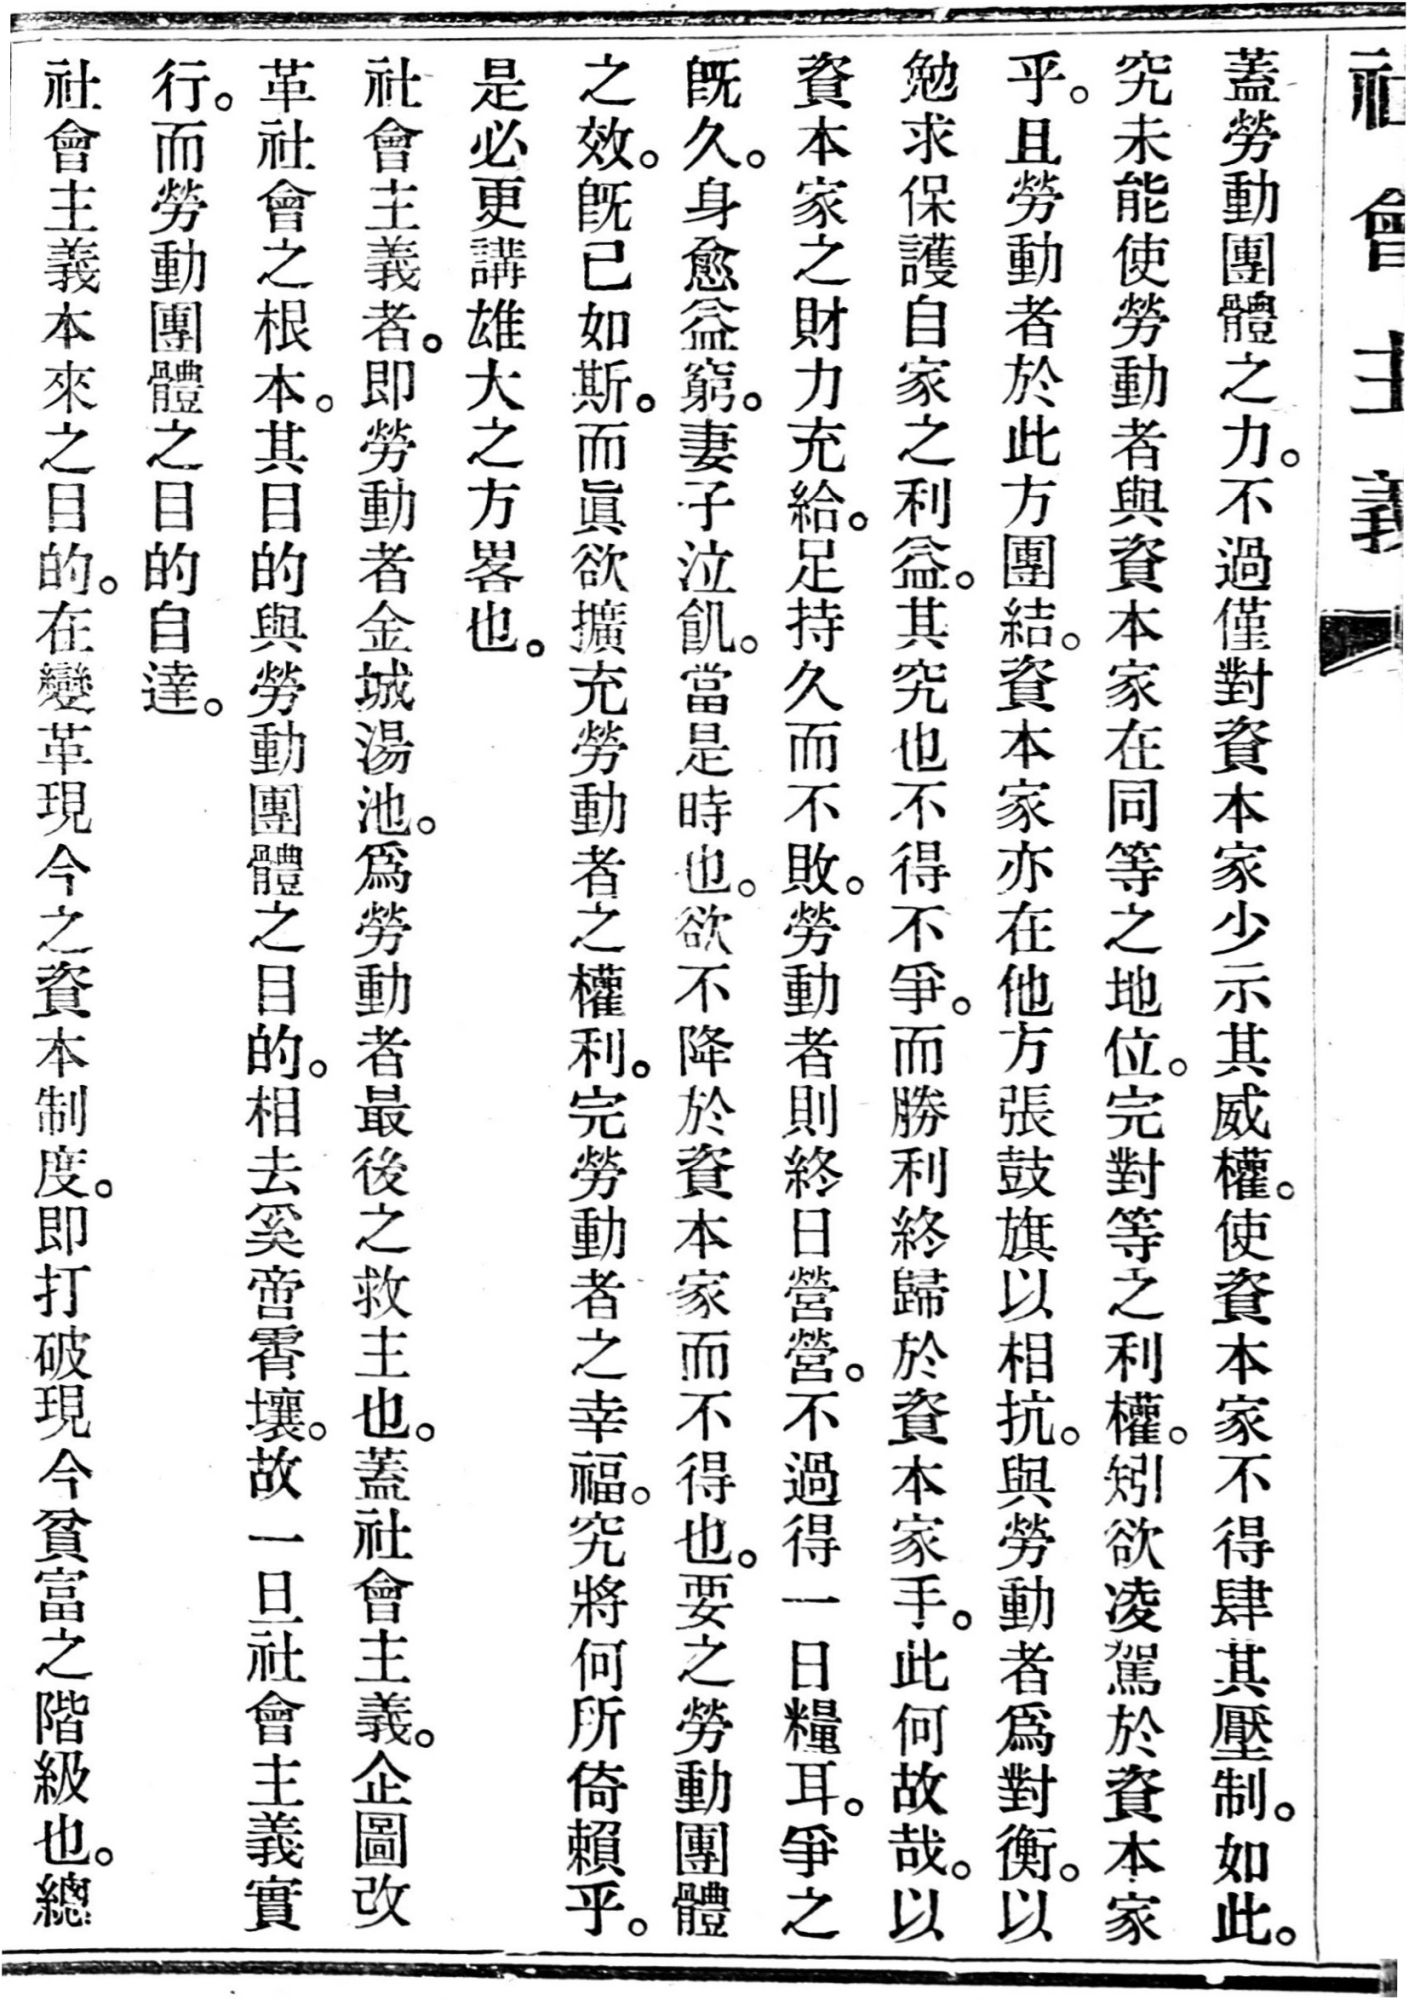 社會主義
蓋勞動團體之力。不過僅對資本家少示其威權。使資本家不得肆其壓制。如此。
究未能使勞動者與資本家在同等之地位。完對等之利權。矧欲凌駕於資本家
乎。且勞動者於此方團結。資本家亦在他方張鼓旗以相抗。與勞動者爲對衡。以
勉求保護自家之利益。其究也不得不爭。而勝利終歸於資本家手。此何故哉。以
資本家之財力充給。足持久而不敗。勞動者則終日營營。不過得一日糧耳。爭之
旣久。身愈益窮。妻子泣飢。當是時也。欲不降於資本家而不得也。要之勞動團體
之效。旣已如斯。而眞欲擴充勞動者之權利。完勞動者之幸福。究將何所倚賴乎。
是必更講雄大之方畧也。
社會主義者。即勞動者金城湯池。爲勞動者最後之救主也。蓋社會主義。企圖改
革社會之根本。其目的與勞動團體之目的。相去奚啻霄壤。故一旦社會主義實
行。而勞動團體之目的自達。
社會主義本來之目的。在變革現今之資本制度。即打破現今貧富之階級也。總